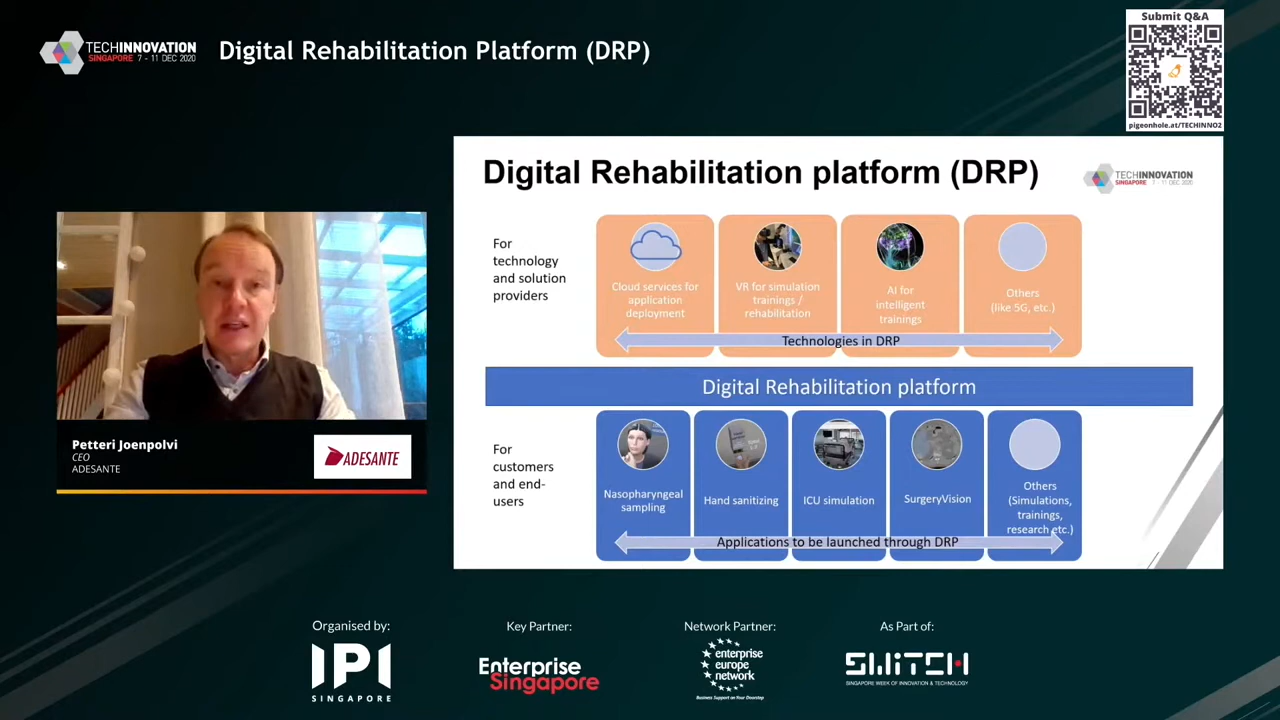 TECHINNOVATION
SINGAPORE 7 - 11 DEC 2020
Digital Rehabilitation Platform (DRP)
Submit Q&A
pigeonhole.at/TECHINNO2
Digital Rehabilitation platform (DRP)
TECHINNOVATION
SINGAPORE 7 - 11 DEC 2020
For
technology
and solution
providers
Cloud services for
application
deployment
VR for simulation
trainings /
rehabilitation
AI for
intelligent
trainings
Others
(like 5G, etc.)
Technologies in DRP
Digital Rehabilitation platform
For
customers
and end-
users
Nasopharyngeal
sampling
Hand sanitizing
ICU simulation
SurgeryVision
Others
(Simulations,
trainings,
research etc.)
Applications to be launched through DRP
Petteri Joenpolvi
CEO
ADESANTE
ADESANTE
Organised by:
IPI
SINGAPORE
Key Partner:
Enterprise
Singapore
Network Partner:
enterprise
europe
network
Business Support on Your Doorstep
As Part of:
SWITCH
SINGAPORE WEEK OF INNOVATION & TECHNOLOGY